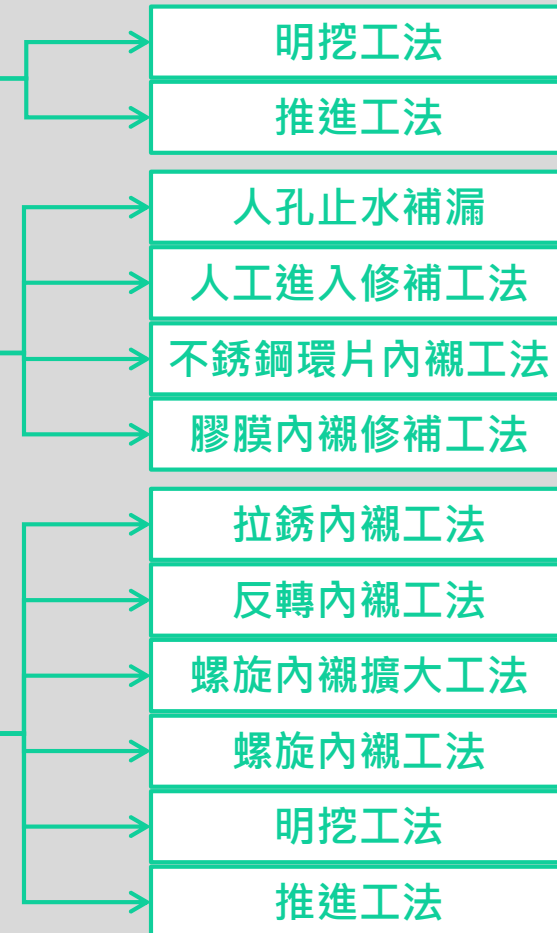 明挖工法
推進工法
人孔止水補漏
人工進入修補工法
不銹鋼環片內襯工法
膠膜內襯修補工法
拉銹內襯工法
反轉內襯工法
螺旋內襯擴大工法
螺旋內襯工法
明挖工法
推進工法